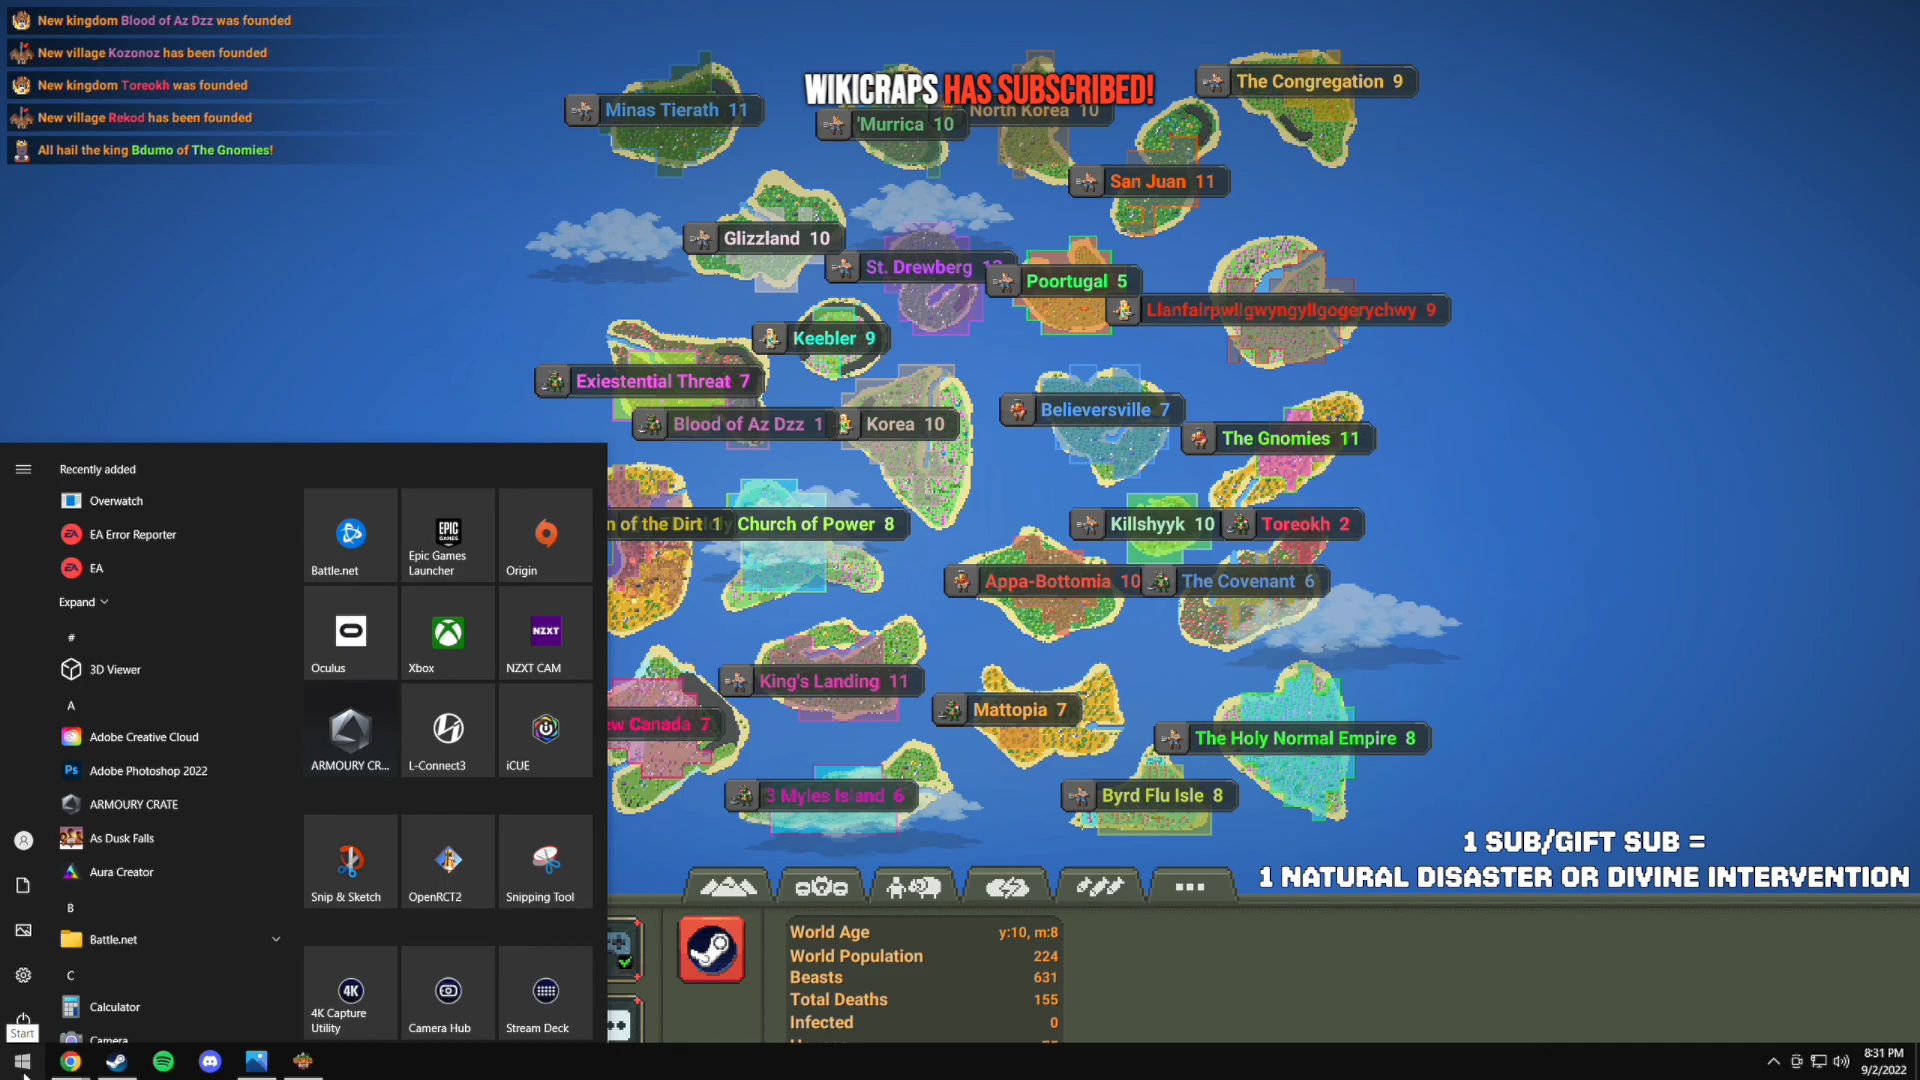 New kingdom Blood of Az Dzz was founded
New village Kozonoz has been founded
New kingdom Toreokh was founded
New village Rekod has been founded
All hail the king Bdumo of The Gnomies!
WIKICRAPS HAS SUBSCRIBED!
The Congregation 9
Minas Tierath 11
'Murrica 10
North Korea 10
San Juan 11
Glizzland 10
St. Drewberg
Poortugal 5
Llanfairpwllgwyngyllgogerychwy 9
Keebler 9
Exiestential Threat 7
Blood of Az Dzz 1
Korea 10
Believersville 7
The Gnomies 11
n of the Dirt 1
Church of Power 8
Killshyyk 10
Toreokh 2
Appa-Bottomia 10
The Covenant 6
King's Landing 11
ew Canada 7
Mattopia 7
The Holy Normal Empire 8
3 Myles Island 6
Byrd Flu Isle 8
1 SUB/GIFT SUB =
1 NATURAL DISASTER OR DIVINE INTERVENTION
World Age y:10, m:8
World Population 224
Beasts 631
Total Deaths 155
Infected 0
Recently added
Overwatch
EA Error Reporter
EA
Expand
#
3D Viewer
A
Adobe Creative Cloud
Ps Adobe Photoshop 2022
ARMOURY CRATE
As Dusk Falls
Aura Creator
B
Battle.net
C
Calculator
Camera
Start
Battle.net
EPIC GAMES
Epic Games Launcher
Origin
Oculus
Xbox
NZXT
NZXT CAM
ARMOURY CR...
L-Connect3
iCUE
Snip & Sketch
OpenRCT2
Snipping Tool
4K
4K Capture Utility
Camera Hub
Stream Deck
8:31 PM
9/2/2022